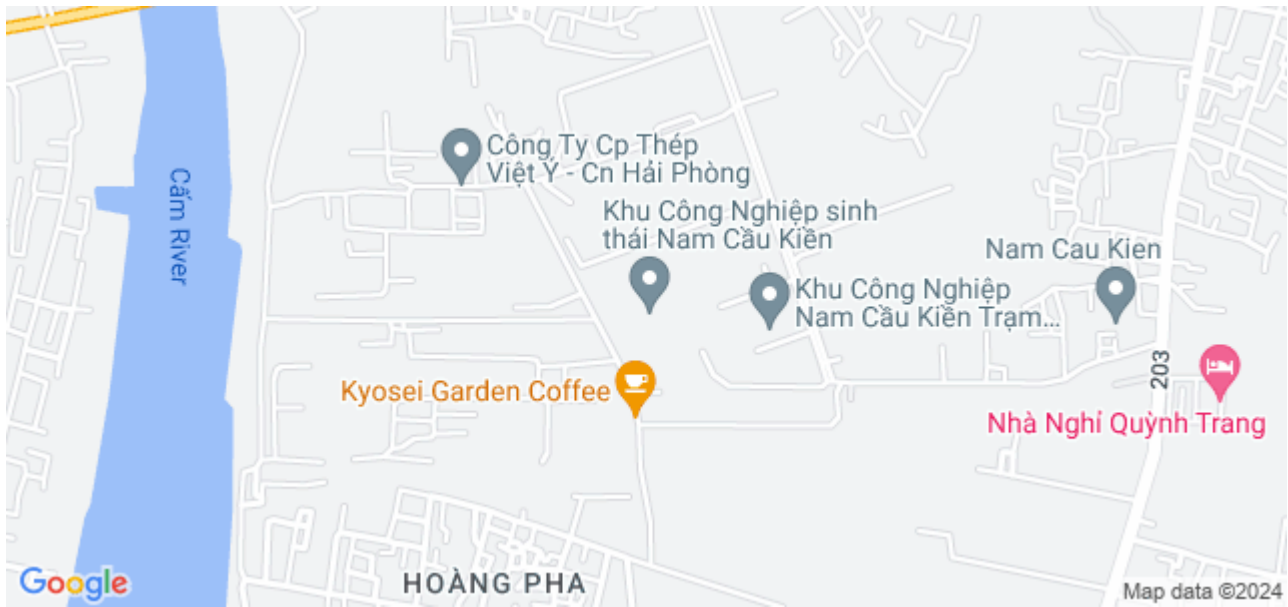 Công Ty Cp Thép
Việt Ý - Cn Hải Phòng
Cấm River
Khu Công Nghiệp sinh
thái Nam Cầu Kiền
Nam Cau Kien
Khu Công Nghiệp
Nam Cầu Kiền Trạm...
203
Kyosei Garden Coffee
Nhà Nghỉ Quỳnh Trang
HOÀNG PHA
Google
Map data ©2024